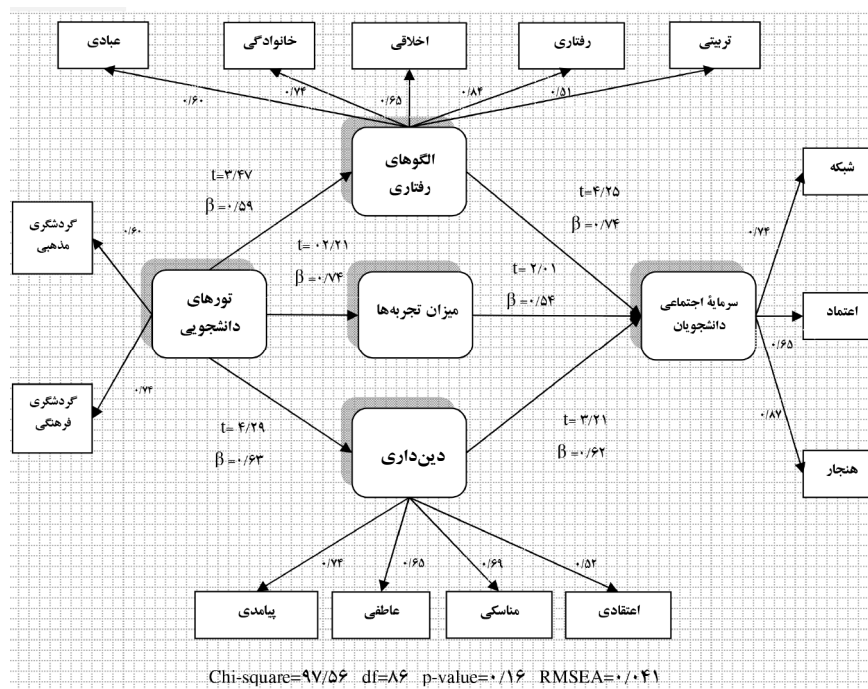 عبادی
خانوادگی
اخلاقی
رفتاری
تربیتی
۰/۶۰
۰/۷۴
۰/۶۵
۰/۸۴
۰/۵۱
الگوهای
رفتاری
t=۳/۴۷
β=۰/۵۹
t=۴/۲۵
β=۰/۷۴
شبکه
۰/۷۴
گردشگری
مذهبی
۰/۶۰
t= ۰۲/۲۱
β=۰/۷۴
t= ۲/۰۱
β=۰/۵۴
تورهای
دانشجویی
میزان تجربه‌ها
سرمایۀ اجتماعی
دانشجویان
اعتماد
۰/۶۵
گردشگری
فرهنگی
۰/۷۴
t= ۴/۲۹
β=۰/۶۳
t= ۳/۲۱
β=۰/۶۲
۰/۸۷
دین‌داری
هنجار
۰/۷۴
۰/۶۵
۰/۶۹
۰/۵۲
پیامدی
عاطفی
مناسکی
اعتقادی
Chi-square=۹۷/۵۶ df=۸۶ p-value=۰/۱۶ RMSEA=۰/۰۴۱